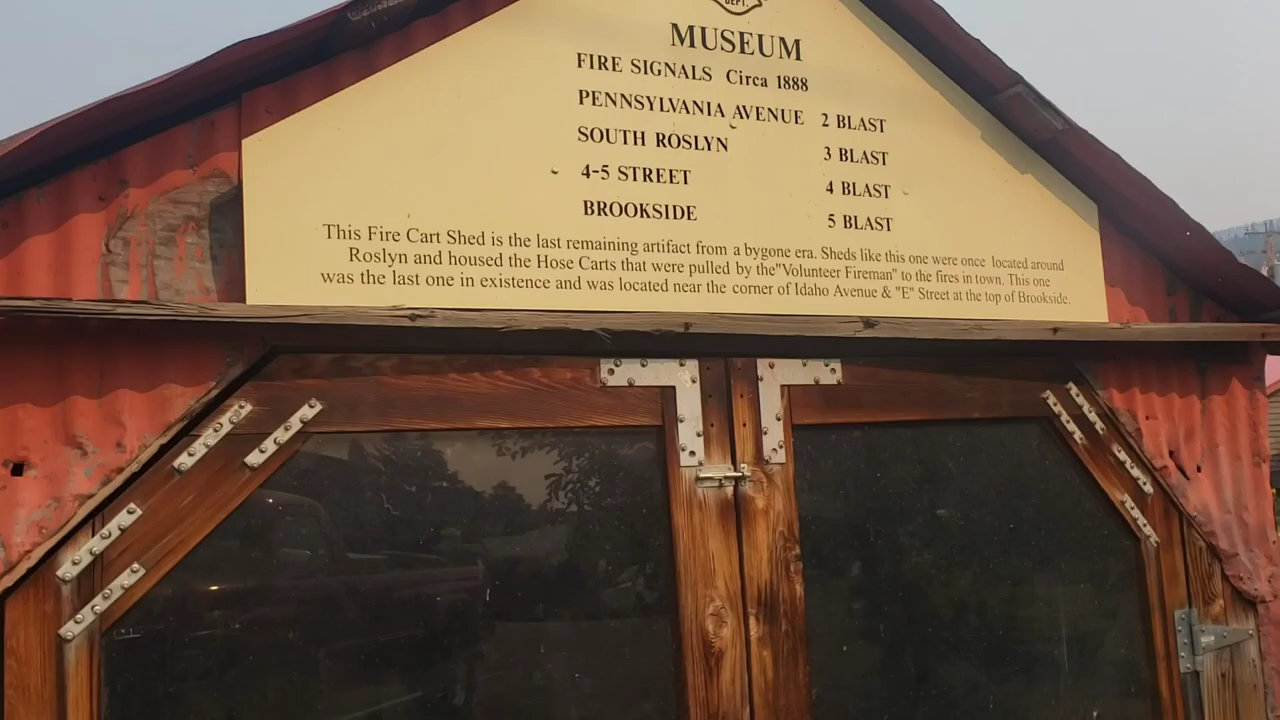 DEPT.
MUSEUM
FIRE SIGNALS Circa 1888
PENNSYLVANIA AVENUE 2 BLAST
SOUTH ROSLYN 3 BLAST
4-5 STREET 4 BLAST
BROOKSIDE 5 BLAST
This Fire Cart Shed is the last remaining artifact from a bygone era. Sheds like this one were once located around
Roslyn and housed the Hose Carts that were pulled by the"Volunteer Fireman" to the fires in town. This one
was the last one in existence and was located near the corner of Idaho Avenue & "E" Street at the top of Brookside.